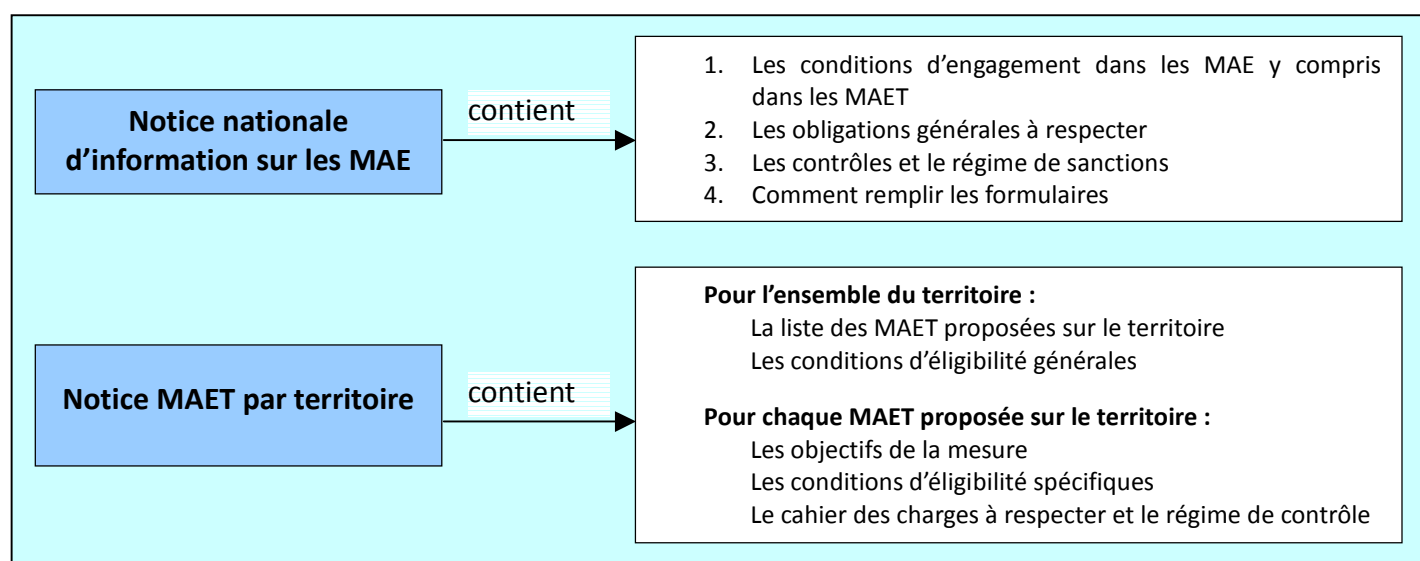 Notice nationale
d’information sur les MAE
contient
1. Les conditions d’engagement dans les MAE y compris
dans les MAET
2. Les obligations générales à respecter
3. Les contrôles et le régime de sanctions
4. Comment remplir les formulaires
Notice MAET par territoire
contient
Pour l’ensemble du territoire :
La liste des MAET proposées sur le territoire
Les conditions d’éligibilité générales
Pour chaque MAET proposée sur le territoire :
Les objectifs de la mesure
Les conditions d’éligibilité spécifiques
Le cahier des charges à respecter et le régime de contrôle